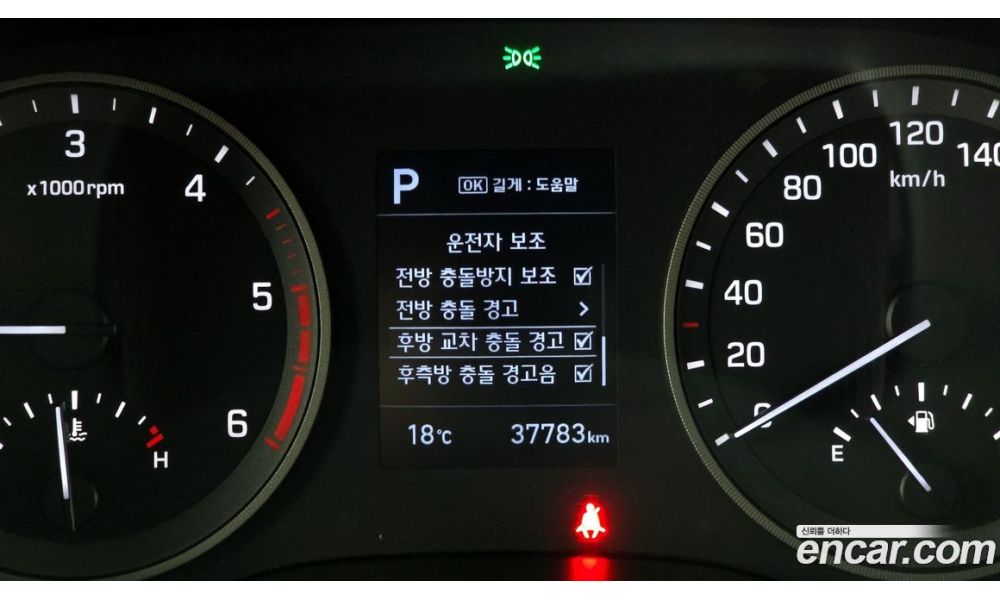 3
x1000rpm
4
5
6
H
P
OK 길게 : 도움말
운전자 보조
전방 충돌방지 보조
전방 충돌 경고 >
후방 교차 충돌 경고
후측방 충돌 경고음
18°C 37783 km
140
120
100
km/h
80
60
40
20
0
E
신뢰를 더하다
encar.com